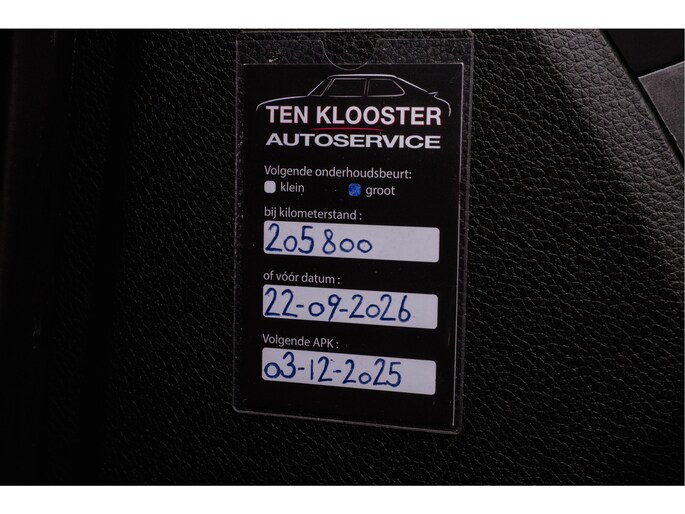 TEN KLOOSTER
AUTOSERVICE
Volgende onderhoudsbeurt:
klein groot
bij kilometerstand :
205800
of vóór datum :
22-09-2026
Volgende APK :
03-12-2025